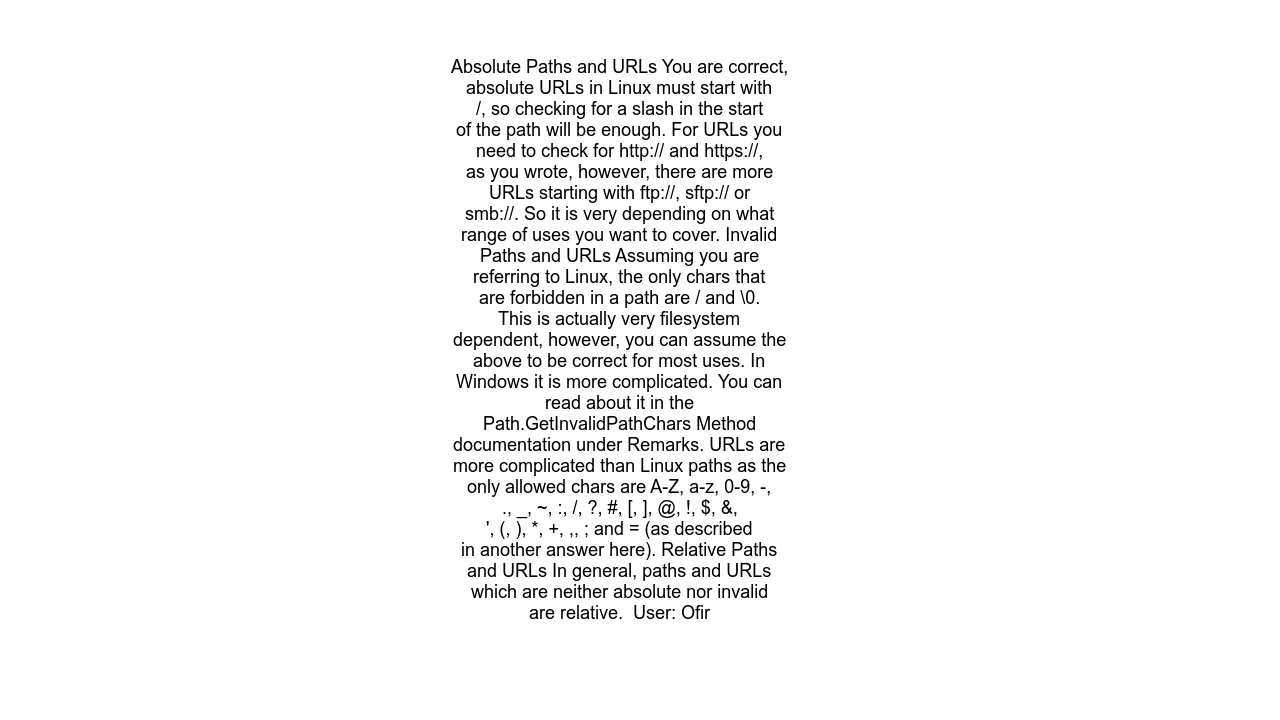 Absolute Paths and URLs You are correct,
absolute URLs in Linux must start with
/, so checking for a slash in the start
of the path will be enough. For URLs you
need to check for http:// and https://,
as you wrote, however, there are more
URLs starting with ftp://, sftp:// or
smb://. So it is very depending on what
range of uses you want to cover. Invalid
Paths and URLs Assuming you are
referring to Linux, the only chars that
are forbidden in a path are / and \0.
This is actually very filesystem
dependent, however, you can assume the
above to be correct for most uses. In
Windows it is more complicated. You can
read about it in the
Path.GetInvalidPathChars Method
documentation under Remarks. URLs are
more complicated than Linux paths as the
only allowed chars are A-Z, a-z, 0-9, -,
., _, ~, :, /, ?, #, [, ], @, !, $, &,
', (, ), *, +, ,, ; and = (as described
in another answer here). Relative Paths
and URLs In general, paths and URLs
which are neither absolute nor invalid
are relative.  User: Ofir